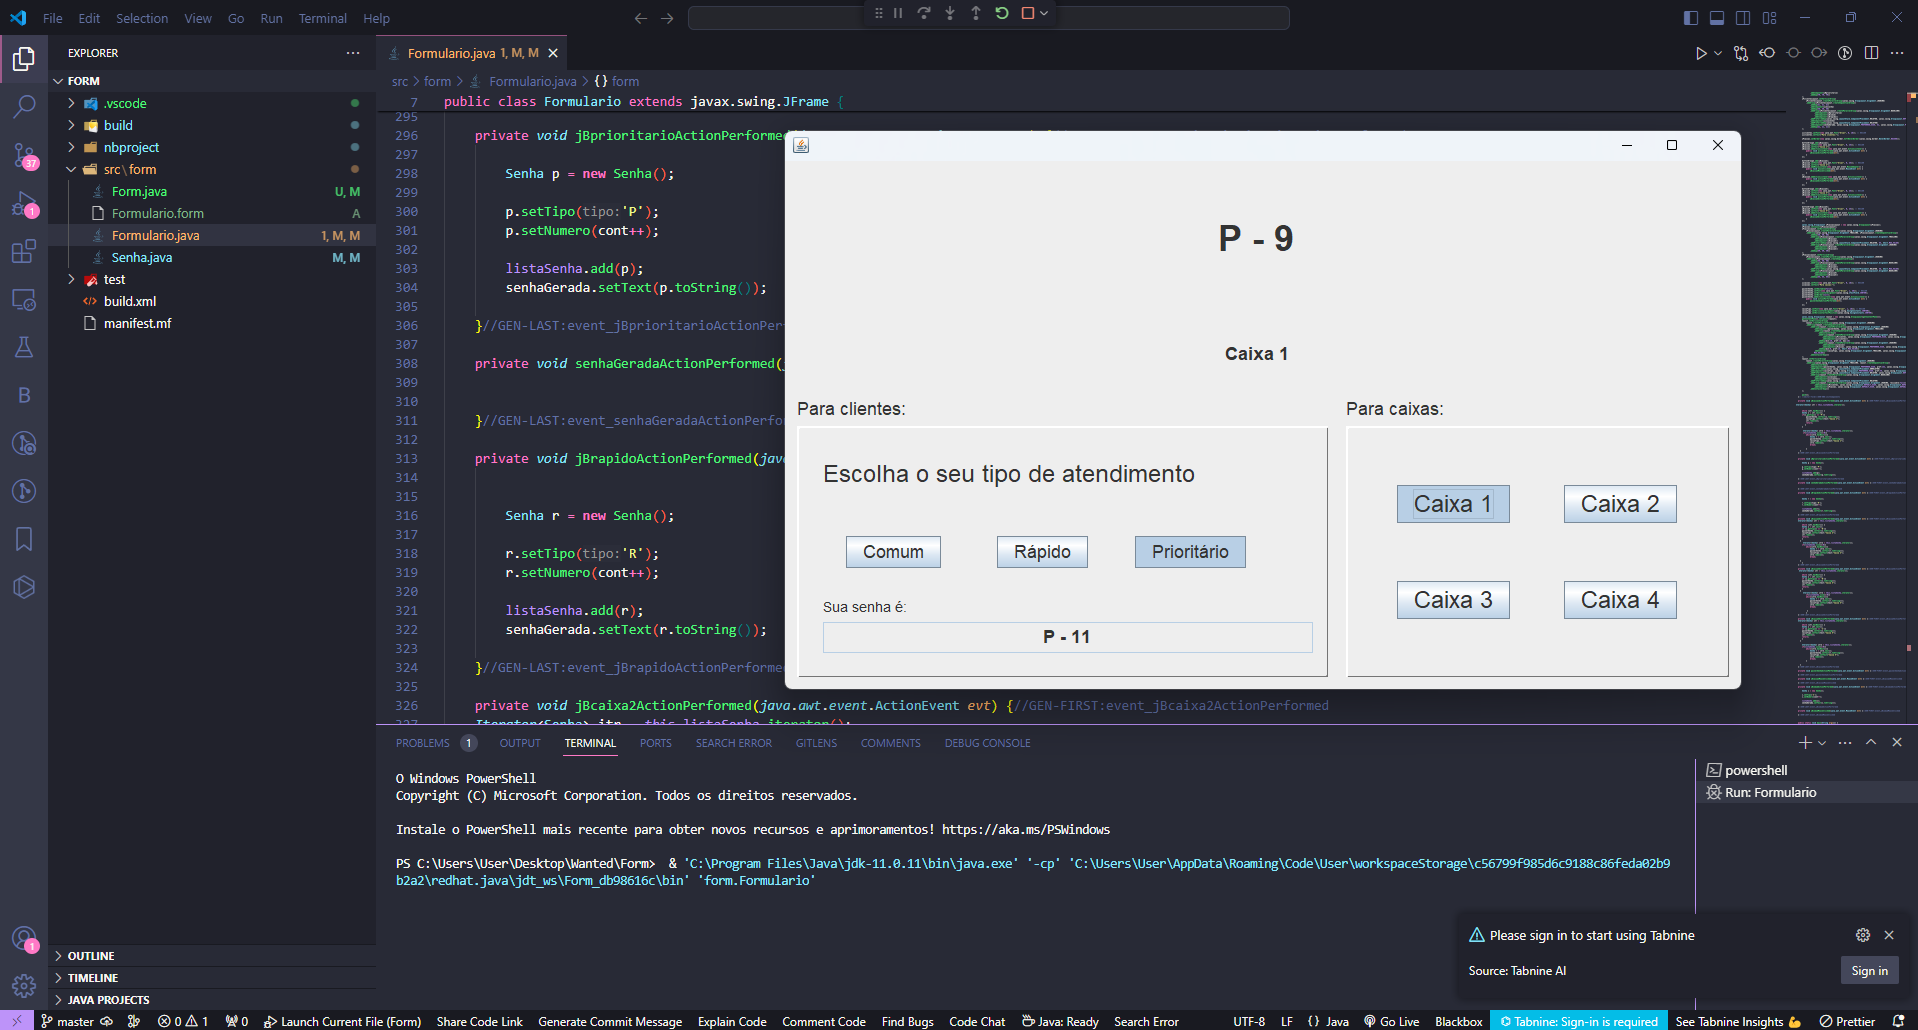 File Edit Selection View Go Run Terminal Help
EXPLORER
FORM
.vscode
build
nbproject
src\form
Form.java U, M
Formulario.form A
Formulario.java 1, M, M
Senha.java M, M
test
build.xml
manifest.mf
OUTLINE
TIMELINE
JAVA PROJECTS
37
1
B
1
Formulario.java 1, M, M
src > form > Formulario.java > {} form
7 public class Formulario extends javax.swing.JFrame {
295
296 private void jBprioritarioActionPerformed
297
298 Senha p = new Senha();
299
300 p.setTipo(tipo:'P');
301 p.setNumero(cont++);
302
303 listaSenha.add(p);
304 senhaGerada.setText(p.toString());
305
306 }//GEN-LAST:event_jBprioritarioActionPer
307
308 private void senhaGeradaActionPerformed(
309
310
311 }//GEN-LAST:event_senhaGeradaActionPerfo
312
313 private void jBrapidoActionPerformed(jav
314
315
316 Senha r = new Senha();
317
318 r.setTipo(tipo:'R');
319 r.setNumero(cont++);
320
321 listaSenha.add(r);
322 senhaGerada.setText(r.toString());
323
324 }//GEN-LAST:event_jBrapidoActionPerforme
325
326 private void jBcaixa2ActionPerformed(java.awt.event.ActionEvent evt) {//GEN-FIRST:event_jBcaixa2ActionPerformed
P - 9
Caixa 1
Para clientes:
Escolha o seu tipo de atendimento
Comum Rápido Prioritário
Sua senha é:
P - 11
Para caixas:
Caixa 1 Caixa 2
Caixa 3 Caixa 4
PROBLEMS 1 OUTPUT TERMINAL PORTS SEARCH ERROR GITLENS COMMENTS DEBUG CONSOLE
O Windows PowerShell
Copyright (C) Microsoft Corporation. Todos os direitos reservados.
Instale o PowerShell mais recente para obter novos recursos e aprimoramentos! https://aka.ms/PSWindows
PS C:\Users\User\Desktop\Wanted\Form> & 'C:\Program Files\Java\jdk-11.0.11\bin\java.exe' '-cp' 'C:\Users\User\AppData\Roaming\Code\User\workspaceStorage\c56799f985d6c9188c86feda02b9
b2a2\redhat.java\jdt_ws\Form_db98616c\bin' 'form.Formulario'
powershell
Run: Formulario
Please sign in to start using Tabnine
Source: Tabnine AI
Sign in
master 0 1 0 Launch Current File (Form) Share Code Link Generate Commit Message Explain Code Comment Code Find Bugs Code Chat Java: Ready Search Error UTF-8 LF {} Java Go Live Blackbox Tabnine: Sign-in is required See Tabnine Insights Prettier